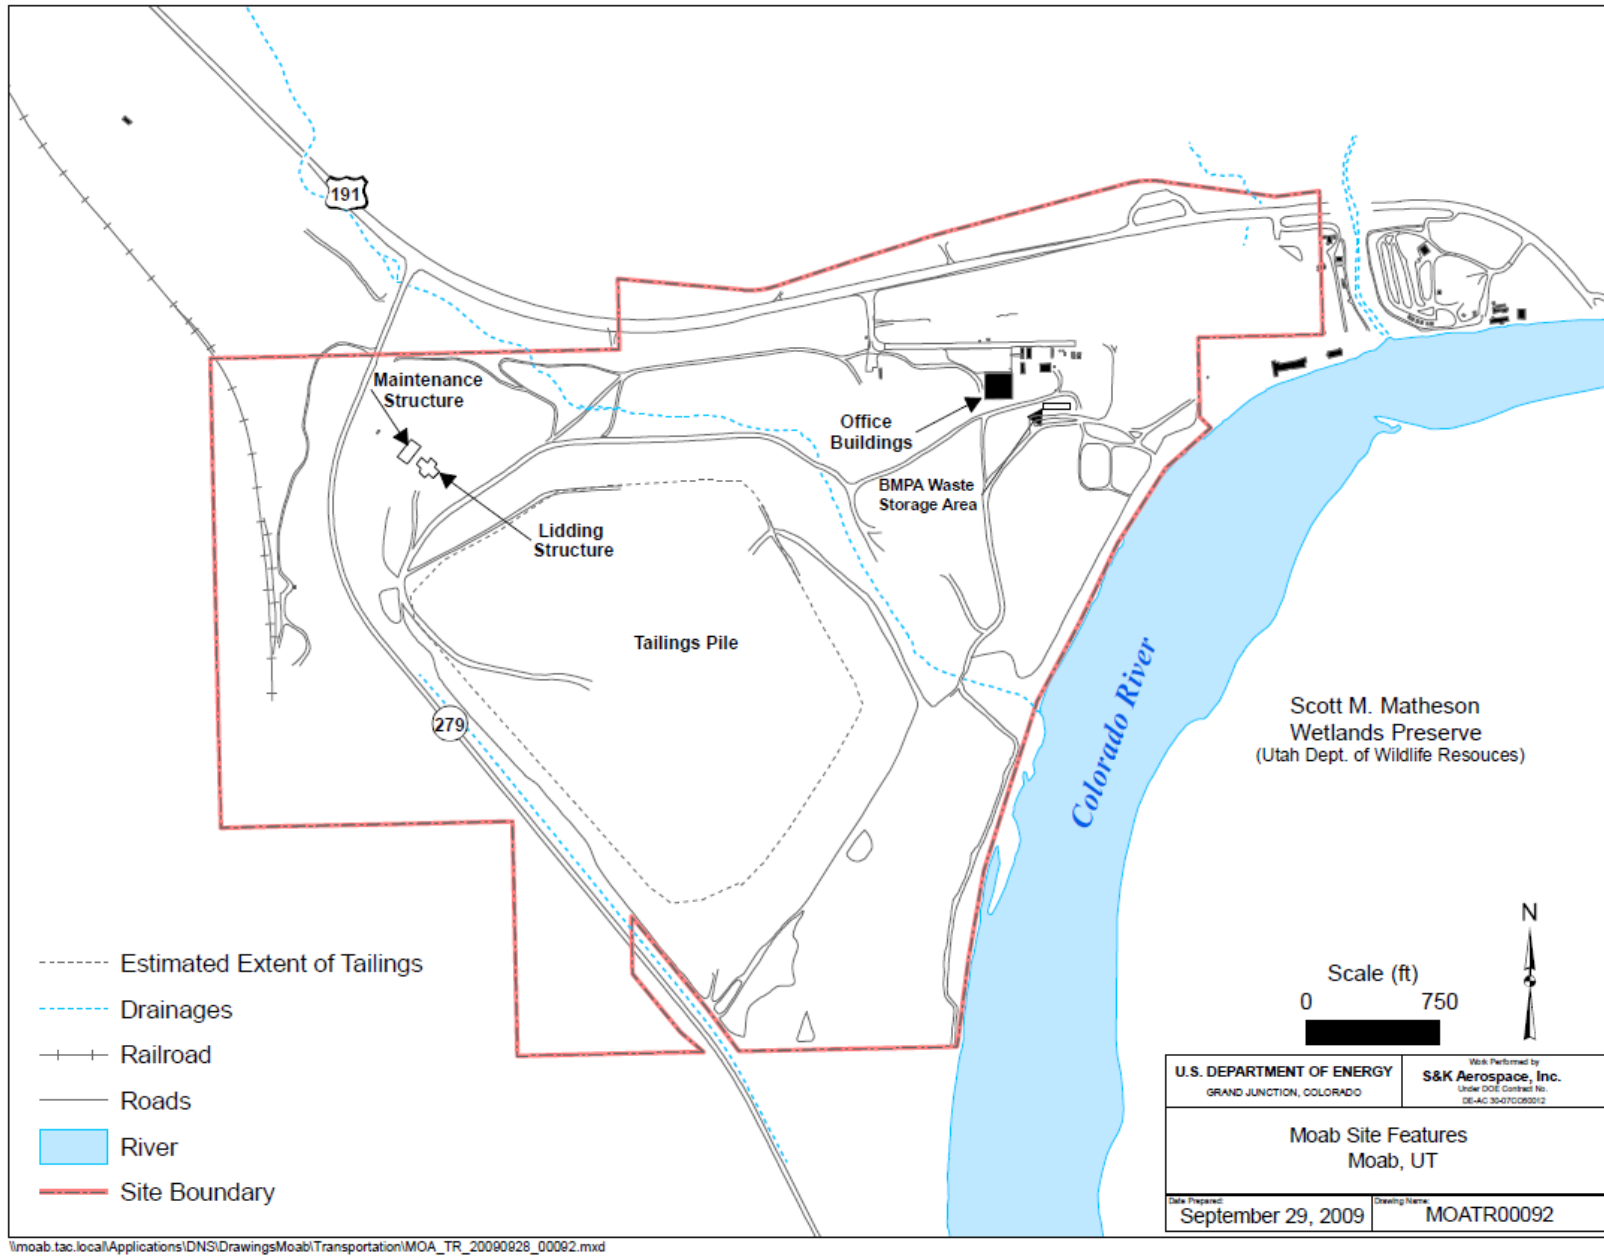 191
Maintenance
Structure
Office
Buildings
BMPA Waste
Storage Area
Lidding
Structure
Tailings Pile
279
Colorado River
Scott M. Matheson
Wetlands Preserve
(Utah Dept. of Wildlife Resouces)
Estimated Extent of Tailings
Drainages
Railroad
Roads
River
Site Boundary
N
Scale (ft)
0 750
U.S. DEPARTMENT OF ENERGY
GRAND JUNCTION, COLORADO
Work Performed by
S&K Aerospace, Inc.
Under DOE Contract No.
Moab Site Features
Moab, UT
Date Prepared:
September 29, 2009
Drawing Name:
MOATR00092
\\moab.tac.local\Applications\DNS\DrawingsMoab\Transportation\MOA_TR_20090928_00092.mxd